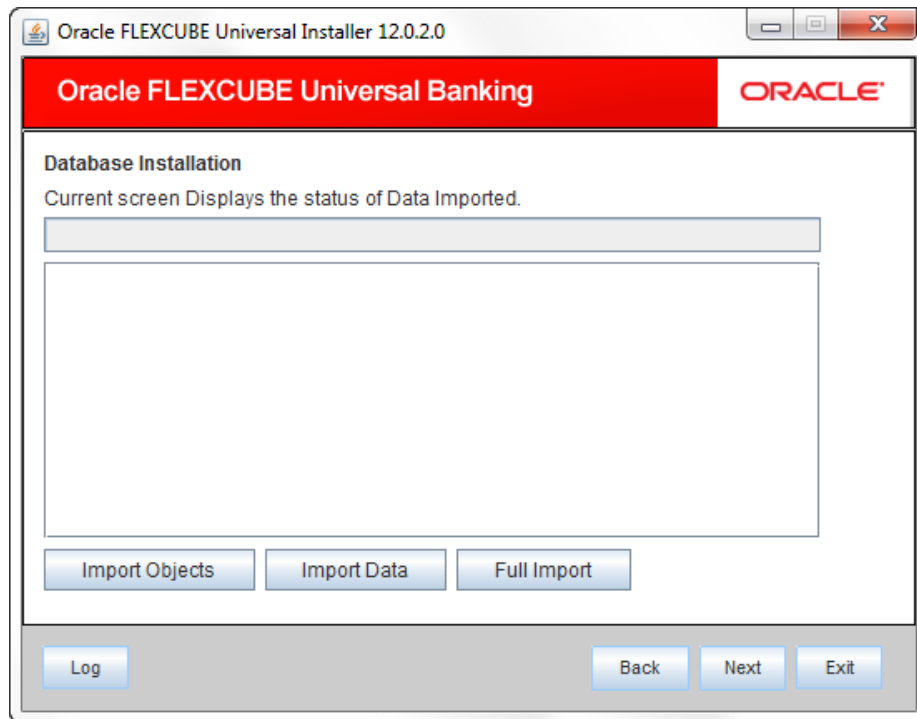 Oracle FLEXCUBE Universal Installer 12.0.2.0
Oracle FLEXCUBE Universal Banking
ORACLE
Database Installation
Current screen Displays the status of Data Imported.
Import Objects Import Data Full Import
Log Back Next Exit